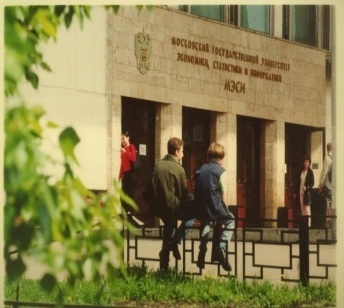 МОСКОВСКИЙ ГОСУДАРСТВЕННЫЙ УНИВЕРСИТЕТ
ЭКОНОМИКИ, СТАТИСТИКИ И ИНФОРМАТИКИ
МЭСИ